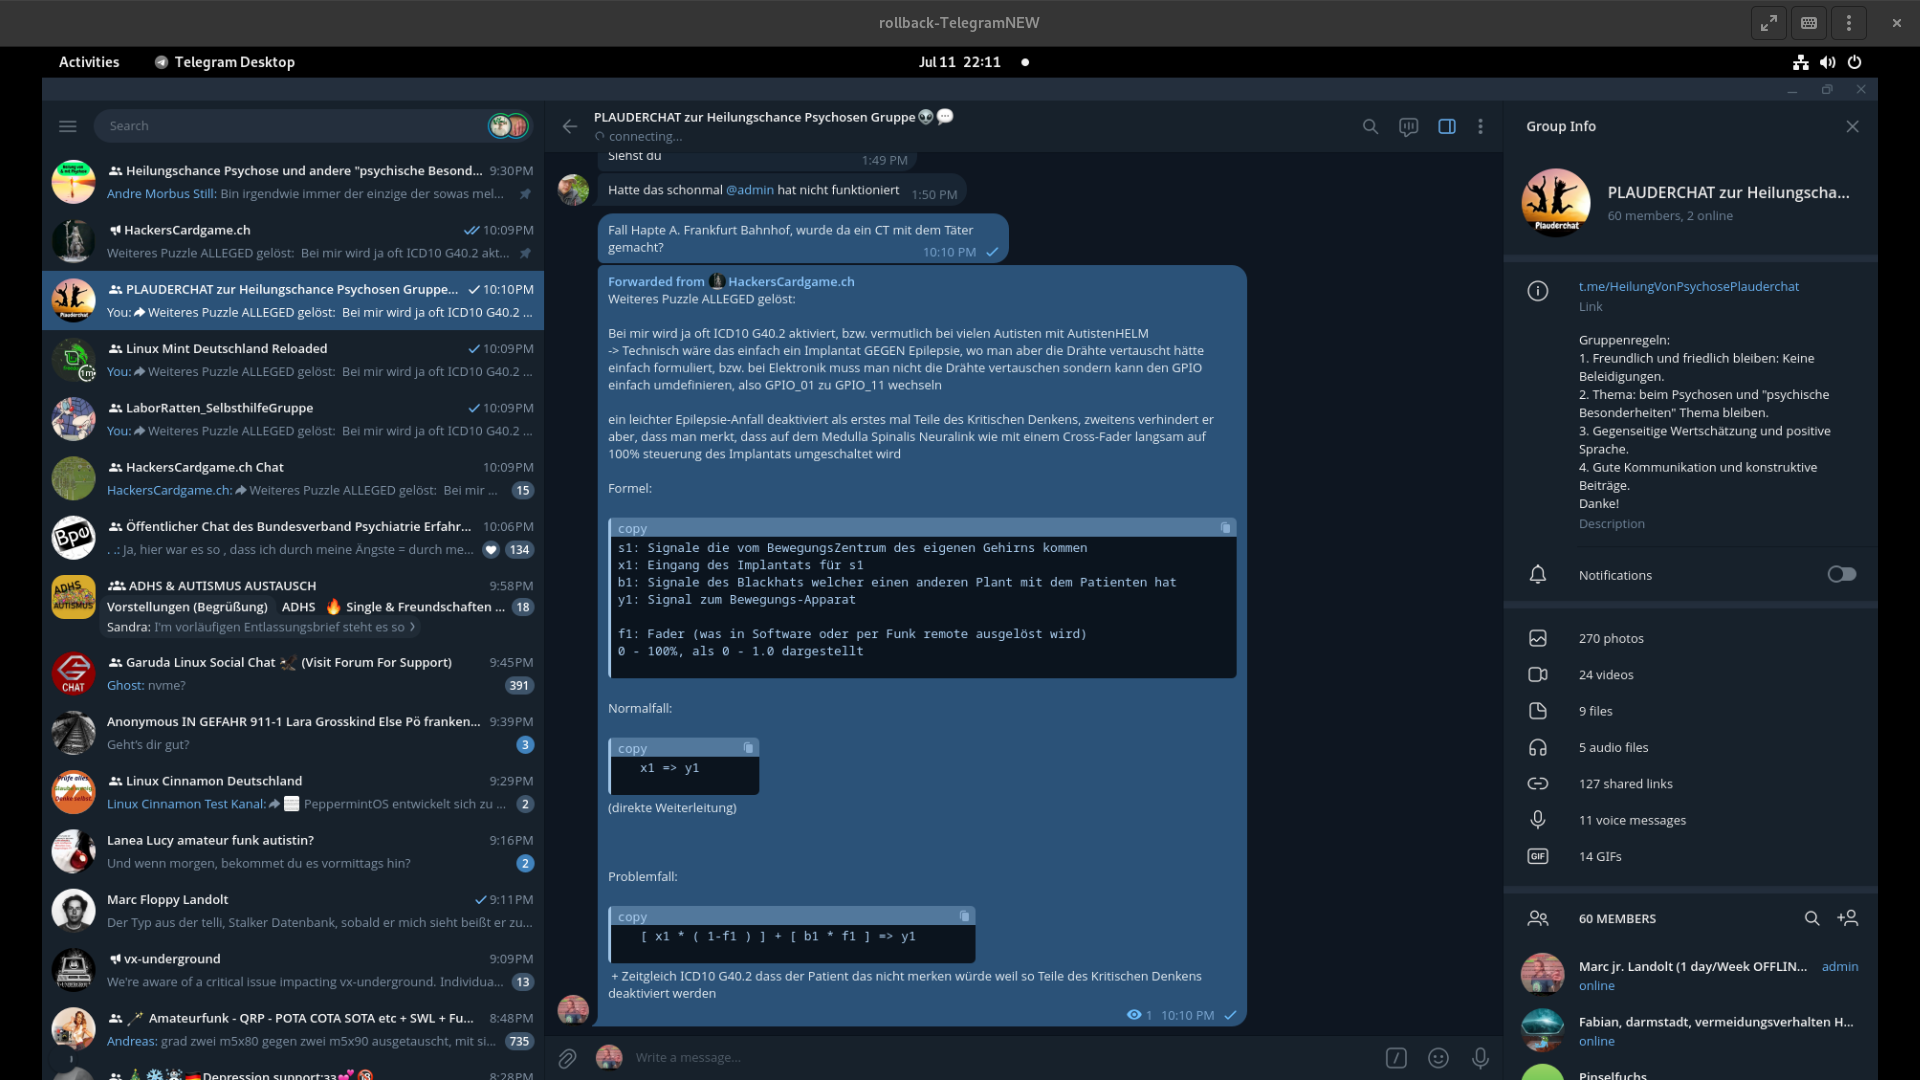 rollback-TelegramNEW
Activities
Telegram Desktop
Jul 11 22:11
Search
Heilungschance Psychose und andere "psychische Besond... 9:30PM
Andre Morbus Still: Bin irgendwie immer der einzige der sowas mel...
HackersCardgame.ch 10:09PM
Weiteres Puzzle ALLEGED gelöst: Bei mir wird ja oft ICD10 G40.2 akt...
PLAUDERCHAT zur Heilungschance Psychosen Gruppe... 10:10PM
You: Weiteres Puzzle ALLEGED gelöst: Bei mir wird ja oft ICD10 G40.2 ...
Linux Mint Deutschland Reloaded 10:09PM
You: Weiteres Puzzle ALLEGED gelöst: Bei mir wird ja oft ICD10 G40.2 ...
1m
LaborRatten_SelbsthilfeGruppe 10:09PM
You: Weiteres Puzzle ALLEGED gelöst: Bei mir wird ja oft ICD10 G40.2 ...
HackersCardgame.ch Chat 10:09PM
HackersCardgame.ch: Weiteres Puzzle ALLEGED gelöst: Bei mir ... 15
Öffentlicher Chat des Bundesverband Psychiatrie Erfahr... 10:06PM
. .: Ja, hier war es so , dass ich durch meine Ängste = durch me... 134
ADHS & AUTISMUS AUSTAUSCH 9:58PM
Vorstellungen (Begrüßung) ADHS 🔥 Single & Freundschaften ... 18
Sandra: I'm vorläufigen Entlassungsbrief steht es so
Garuda Linux Social Chat (Visit Forum For Support) 9:45PM
Ghost: nvme? 391
Anonymous IN GEFAHR 911-1 Lara Grosskind Else Pö franken... 9:39PM
Geht's dir gut? 3
Linux Cinnamon Deutschland 9:29PM
Linux Cinnamon Test Kanal: PeppermintOS entwickelt sich zu ... 2
Lanea Lucy amateur funk autistin? 9:16PM
Und wenn morgen, bekommet du es vormittags hin? 2
Marc Floppy Landolt 9:11PM
Der Typ aus der telli, Stalker Datenbank, sobald er mich sieht beißt er zu...
vx-underground 9:09PM
We're aware of a critical issue impacting vx-underground. Individua... 13
Amateurfunk - QRP - POTA COTA SOTA etc + SWL + Fu... 8:48PM
Andreas: grad zwei m5x80 gegen zwei m5x90 ausgetauscht, mit si... 735
Depression support:33 8:28PM
PLAUDERCHAT zur Heilungschance Psychosen Gruppe 👽💬
connecting...
Siehst du 1:49 PM
Hatte das schonmal @admin hat nicht funktioniert 1:50 PM
Fall Hapte A. Frankfurt Bahnhof, wurde da ein CT mit dem Täter
gemacht? 10:10 PM
Forwarded from HackersCardgame.ch
Weiteres Puzzle ALLEGED gelöst:
Bei mir wird ja oft ICD10 G40.2 aktiviert, bzw. vermutlich bei vielen Autisten mit AutistenHELM
-> Technisch wäre das einfach ein Implantat GEGEN Epilepsie, wo man aber die Drähte vertauscht hätte
einfach formuliert, bzw. bei Elektronik muss man nicht die Drähte vertauschen sondern kann den GPIO
einfach umdefinieren, also GPIO_01 zu GPIO_11 wechseln
ein leichter Epilepsie-Anfall deaktiviert als erstes mal Teile des Kritischen Denkens, zweitens verhindert er
aber, dass man merkt, dass auf dem Medulla Spinalis Neuralink wie mit einem Cross-Fader langsam auf
100% steuerung des Implantats umgeschaltet wird
Formel:
copy
s1: Signale die vom BewegungsZentrum des eigenen Gehirns kommen
x1: Eingang des Implantats für s1
b1: Signale des Blackhats welcher einen anderen Plant mit dem Patienten hat
y1: Signal zum Bewegungs-Apparat
f1: Fader (was in Software oder per Funk remote ausgelöst wird)
0 - 100%, als 0 - 1.0 dargestellt
Normalfall:
copy
x1 => y1
(direkte Weiterleitung)
Problemfall:
copy
[ x1 * ( 1-f1 ) ] + [ b1 * f1 ] => y1
+ Zeitgleich ICD10 G40.2 dass der Patient das nicht merken würde weil so Teile des Kritischen Denkens
deaktiviert werden
1 10:10 PM
Write a message...
Group Info
Plauderchat
PLAUDERCHAT zur Heilungscha...
60 members, 2 online
t.me/HeilungVonPsychosePlauderchat
Link
Gruppenregeln:
1. Freundlich und friedlich bleiben: Keine
Beleidigungen.
2. Thema: beim Psychosen und "psychische
Besonderheiten" Thema bleiben.
3. Gegenseitige Wertschätzung und positive
Sprache.
4. Gute Kommunikation und konstruktive
Beiträge.
Danke!
Description
Notifications
270 photos
24 videos
9 files
5 audio files
127 shared links
11 voice messages
GIF 14 GIFs
60 MEMBERS
Marc jr. Landolt (1 day/Week OFFLIN... admin
online
Fabian, darmstadt, vermeidungsverhalten H...
online
Pinselfuchs